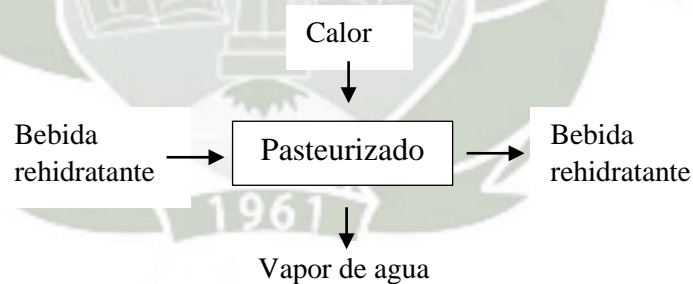 Calor
Bebida
rehidratante
Pasteurizado
Bebida
rehidratante
1961
Vapor de agua